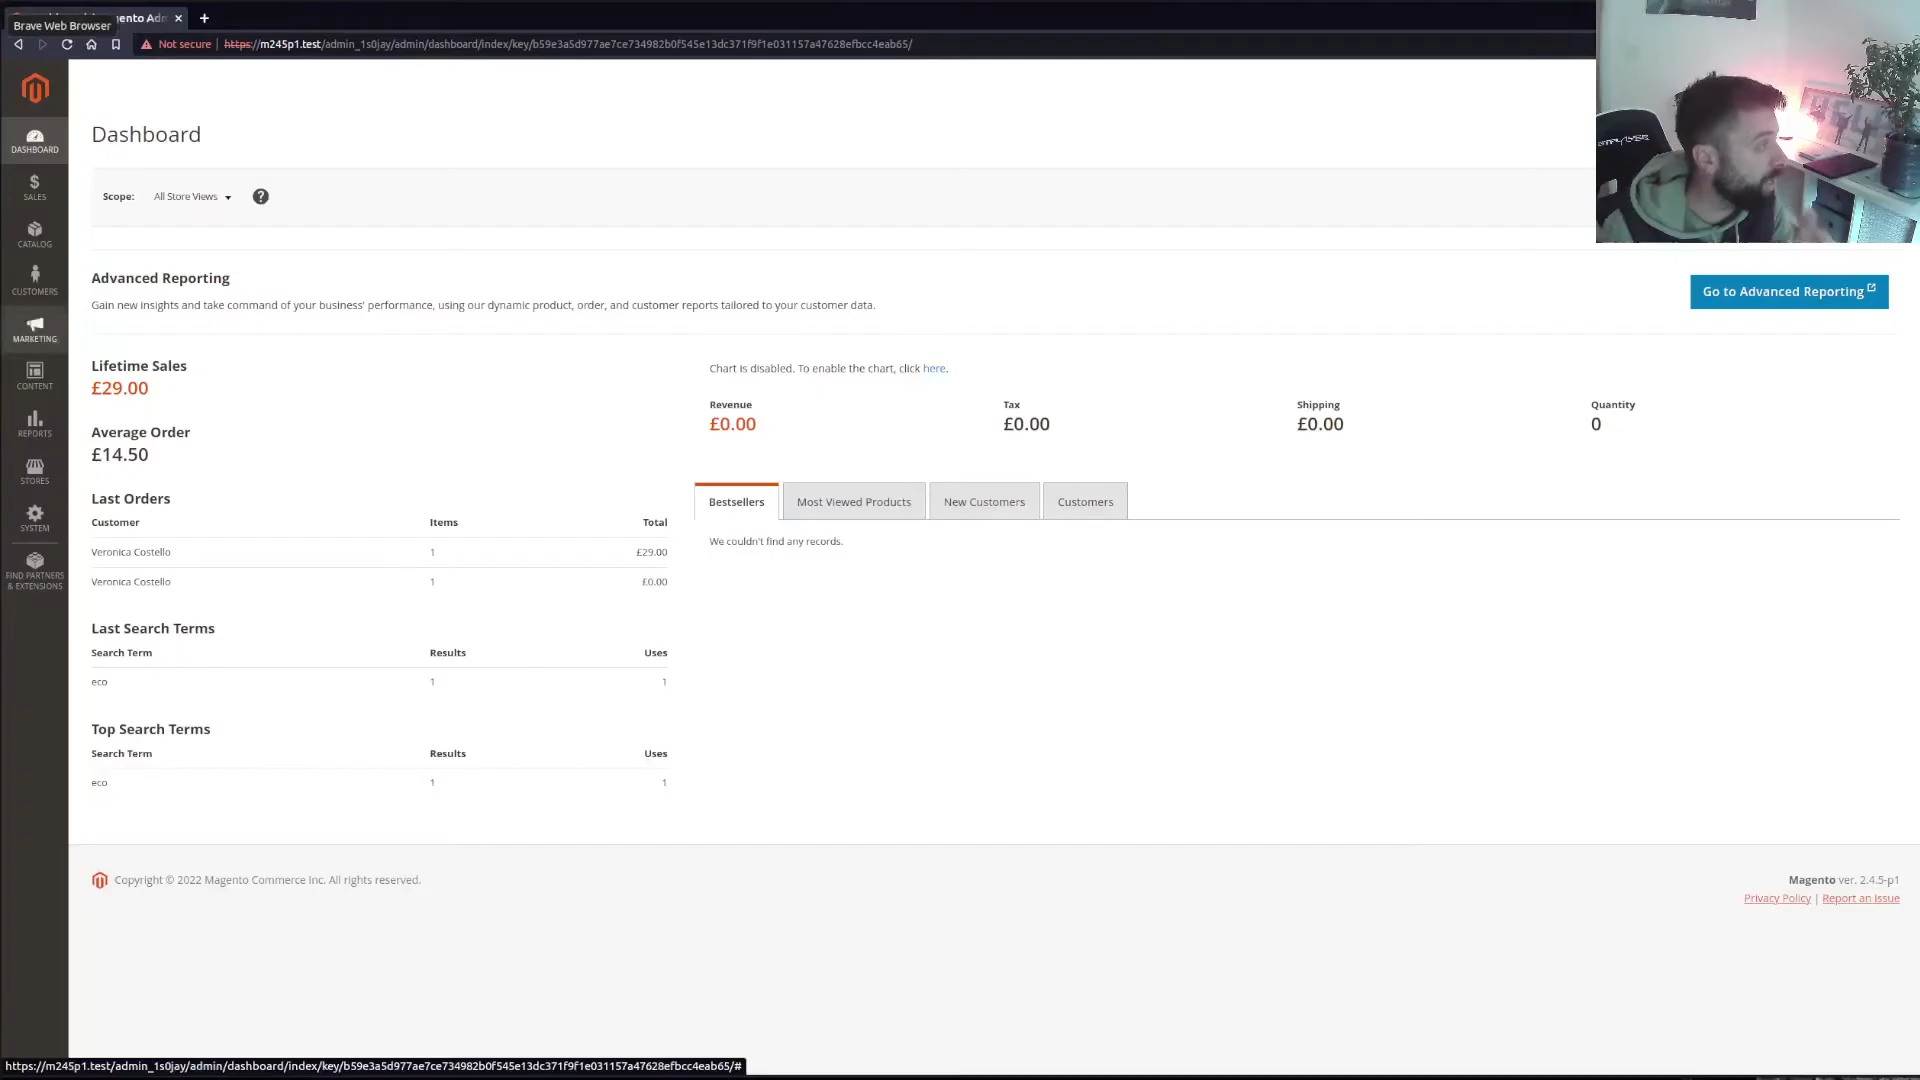 ento Adm
Brave Web Browser
Not secure | https://m245p1.test/admin_1s0jay/admin/dashboard/index/key/b59e3a5d977ae7ce734982b0f545e13dc371f9f1e031157a47628efbcc4eab65/
DASHBOARD
SALES
CATALOG
CUSTOMERS
MARKETING
CONTENT
REPORTS
STORES
SYSTEM
FIND PARTNERS
& EXTENSIONS
Dashboard
Scope: All Store Views
Advanced Reporting
Gain new insights and take command of your business' performance, using our dynamic product, order, and customer reports tailored to your customer data.
Go to Advanced Reporting
Lifetime Sales
£29.00
Average Order
£14.50
Last Orders
Customer Items Total
Veronica Costello 1 £29.00
Veronica Costello 1 £0.00
Last Search Terms
Search Term Results Uses
eco 1 1
Top Search Terms
Search Term Results Uses
eco 1 1
Chart is disabled. To enable the chart, click here.
Revenue Tax Shipping Quantity
£0.00 £0.00 £0.00 0
Bestsellers Most Viewed Products New Customers Customers
We couldn't find any records.
Copyright © 2022 Magento Commerce Inc. All rights reserved.
Magento ver. 2.4.5-p1
Privacy Policy | Report an Issue
https://m245p1.test/admin_1s0jay/admin/dashboard/index/key/b59e3a5d977ae7ce734982b0f545e13dc371f9f1e031157a47628efbcc4eab65/#